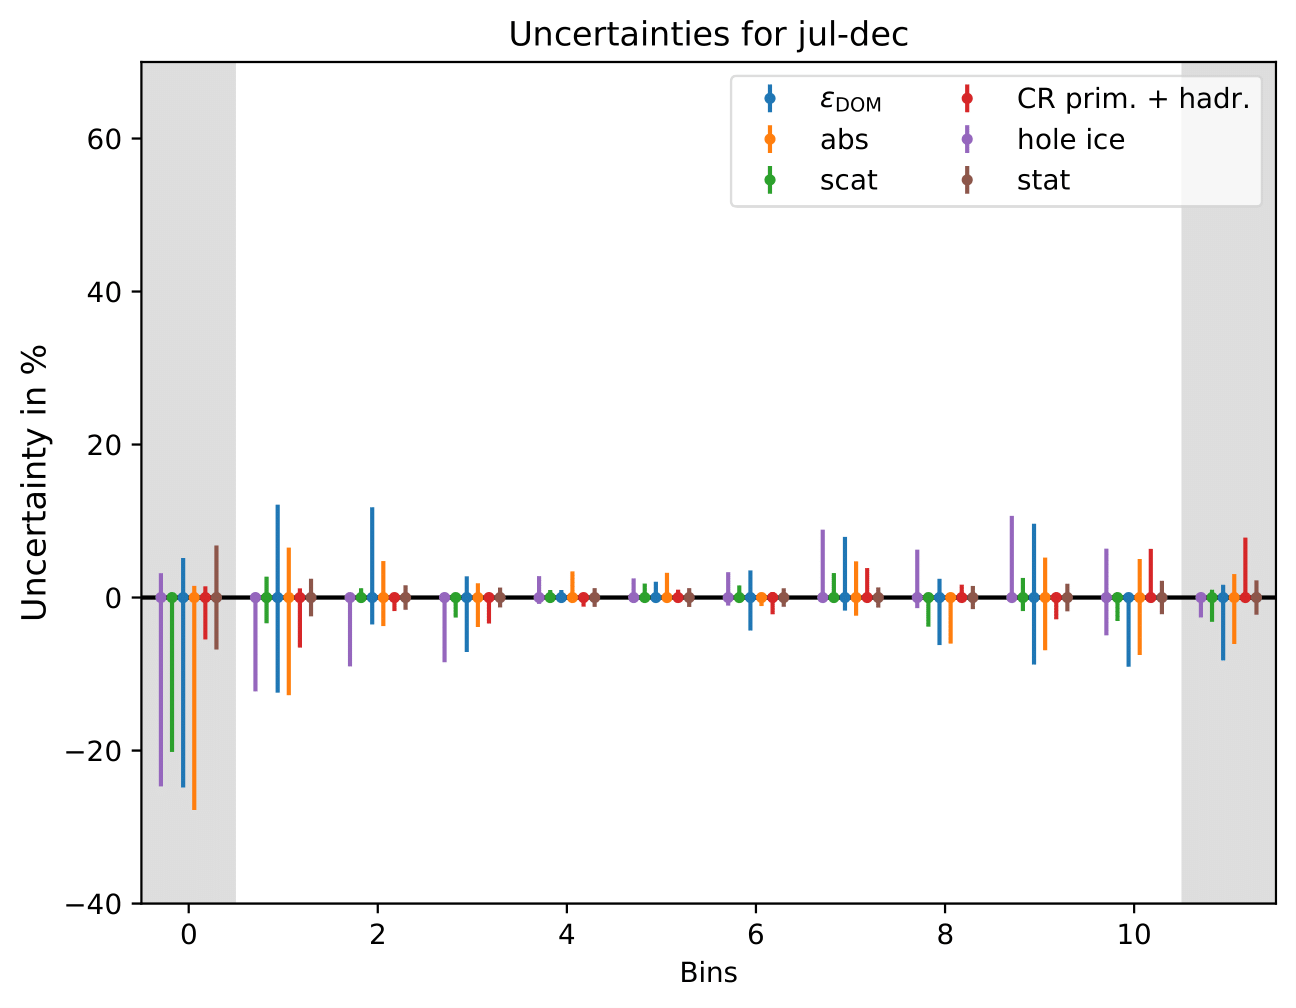 Uncertainties for jul-dec
εDOM
abs
scat
CR prim. + hadr.
hole ice
stat
Uncertainty in %
60
40
20
0
−20
−40
0 2 4 6 8 10
Bins